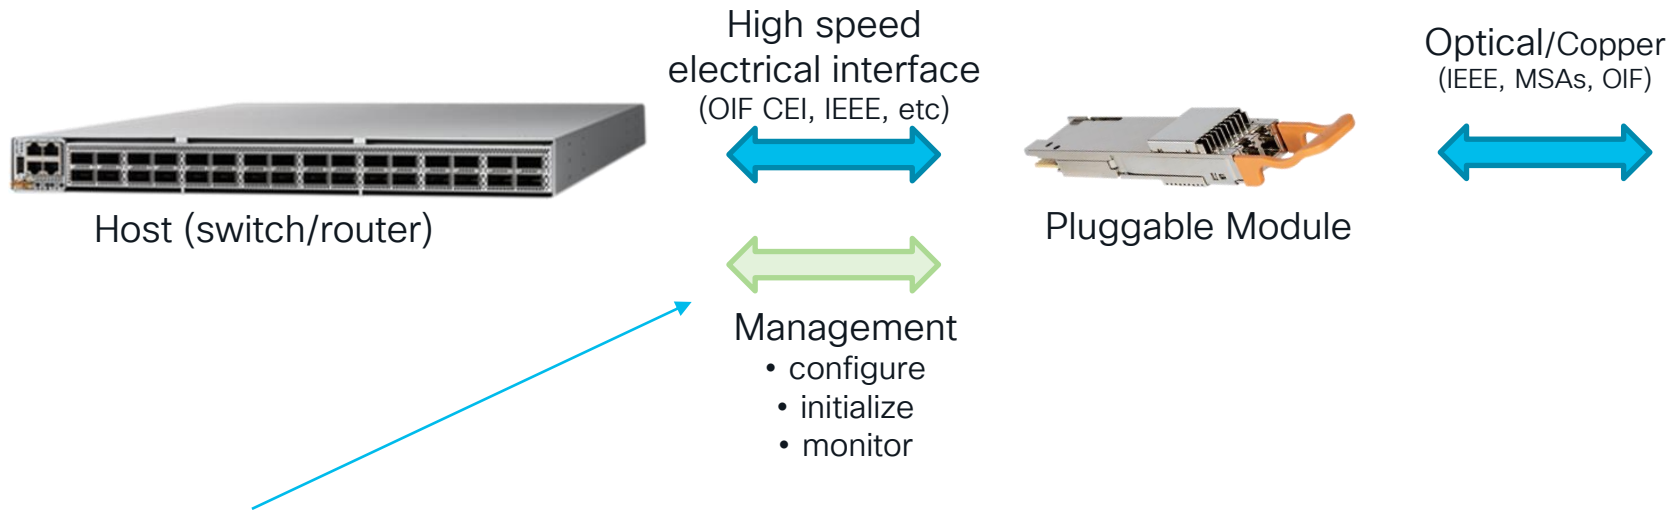 High speed
electrical interface
(OIF CEI, IEEE, etc)
Optical/Copper
(IEEE, MSAs, OIF)
Host (switch/router)
Pluggable Module
Management
• configure
• initialize
• monitor